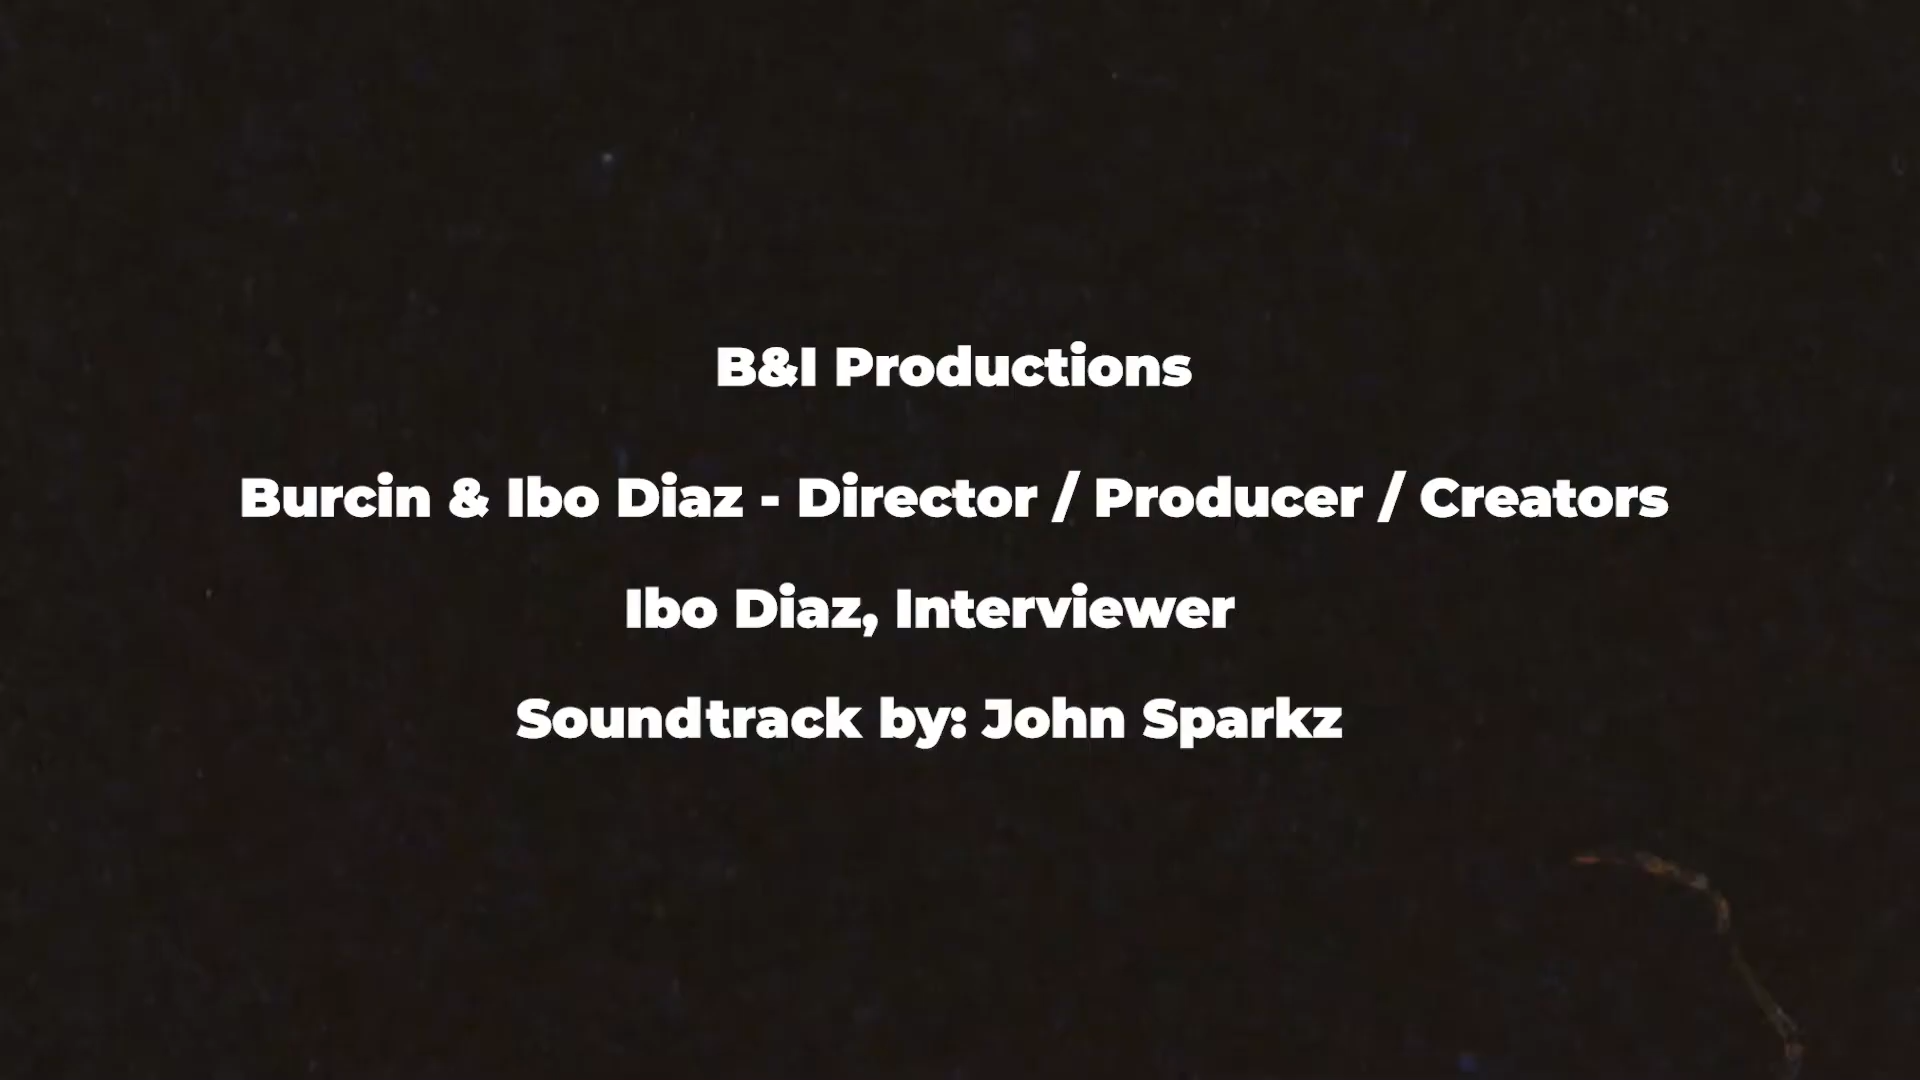 B&I Productions
Burcin & Ibo Diaz - Director / Producer / Creators
Ibo Diaz, Interviewer
Soundtrack by: John Sparkz